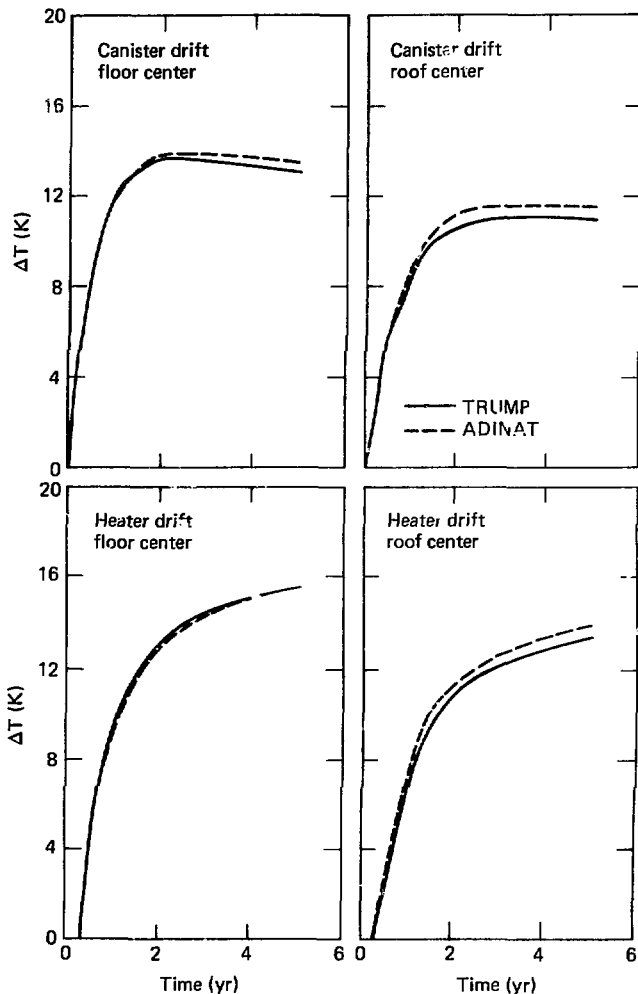 20
16
12
8
4
0
ΔT (K)
Canister drift
floor center
Canister drift
roof center
TRUMP
ADINAT
20
16
12
8
4
0
ΔT (K)
Heater drift
floor center
Heater drift
roof center
0 2 4 6
0 2 4 6
Time (yr)
Time (yr)